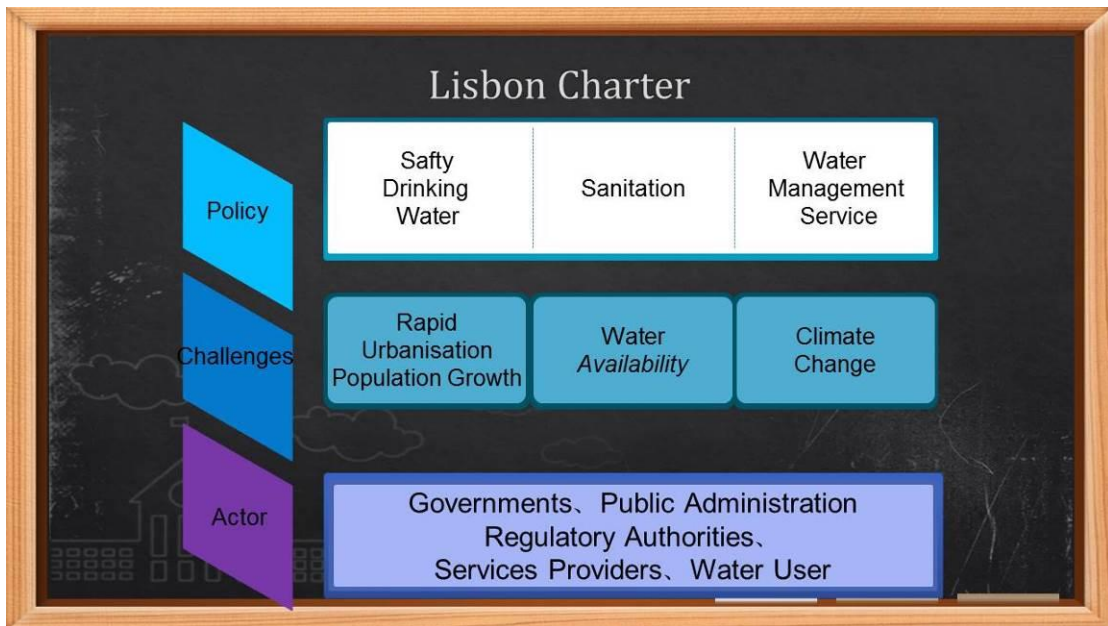 Lisbon Charter
Policy
Safty
Drinking
Water
Sanitation
Water
Management
Service
Challenges
Rapid
Urbanisation
Population Growth
Water
Availability
Climate
Change
Actor
Governments、Public Administration
Regulatory Authorities、
Services Providers、Water User